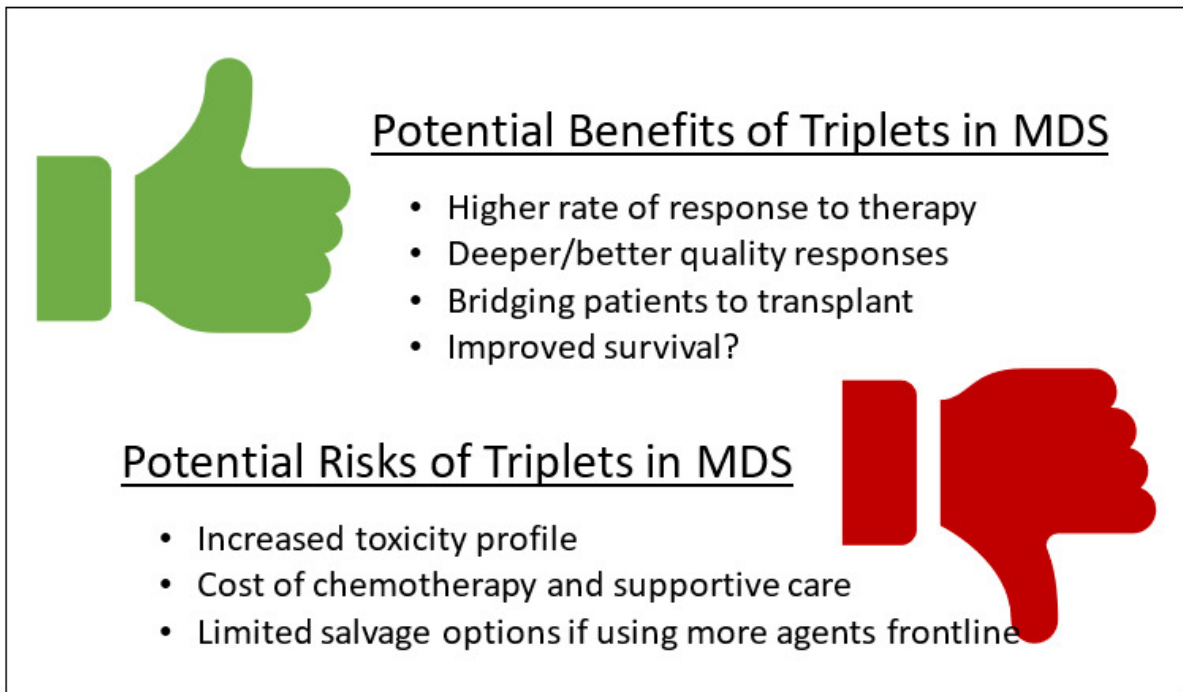 Potential Benefits of Triplets in MDS
• Higher rate of response to therapy
• Deeper/better quality responses
• Bridging patients to transplant
• Improved survival?
Potential Risks of Triplets in MDS
• Increased toxicity profile
• Cost of chemotherapy and supportive care
• Limited salvage options if using more agents frontline